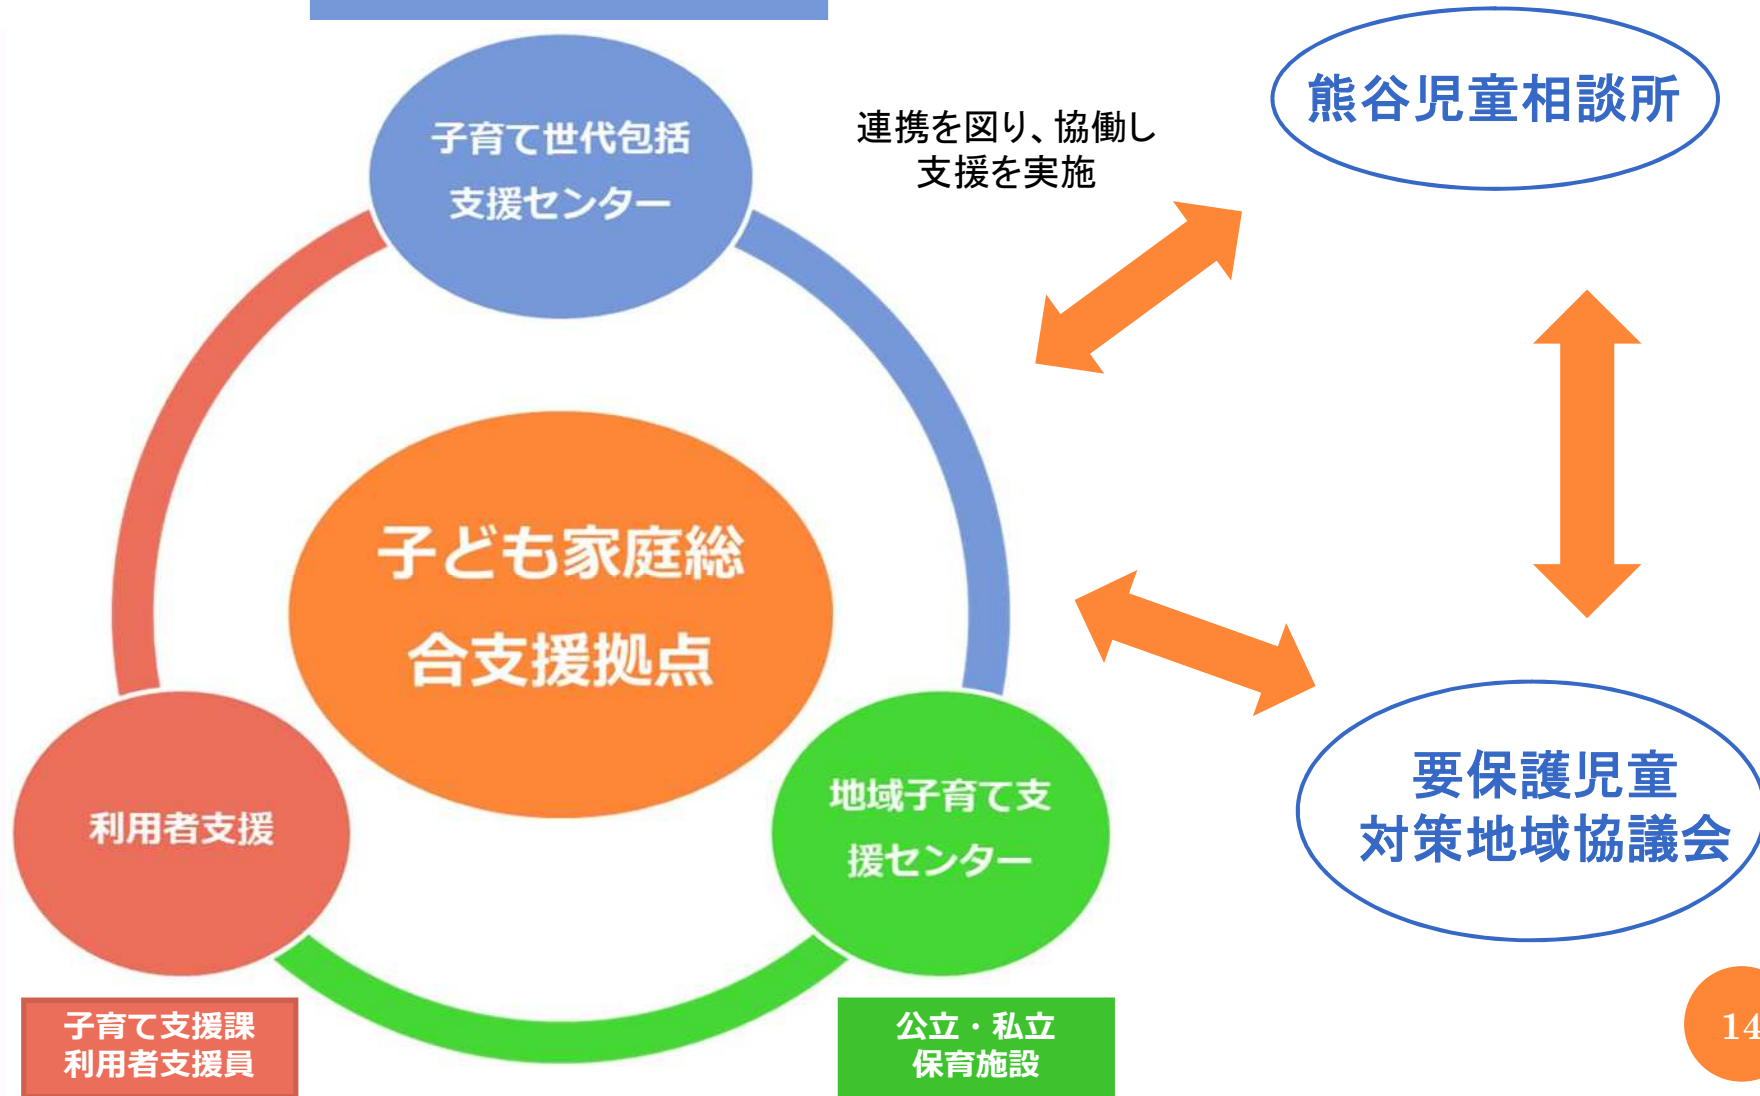 子育て世代包括
支援センター
連携を図り、協働し
支援を実施
熊谷児童相談所
子ども家庭総
合支援拠点
利用者支援
地域子育て支
援センター
要保護児童
対策地域協議会
子育て支援課
利用者支援員
公立・私立
保育施設
14